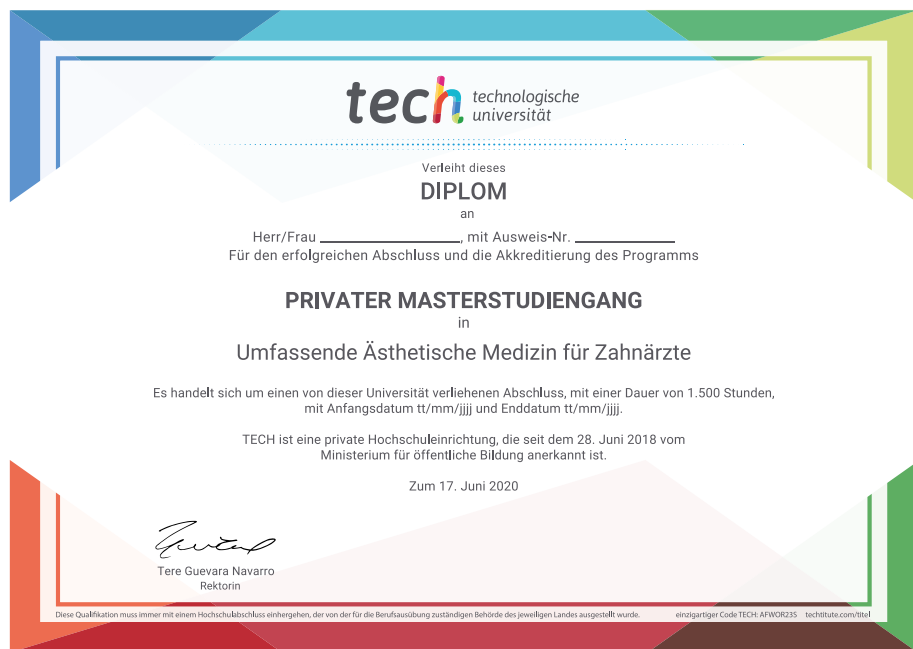 tech technologische
universität
Verleiht dieses
DIPLOM
an
Herr/Frau ____________________, mit Ausweis-Nr. ______________
Für den erfolgreichen Abschluss und die Akkreditierung des Programms
PRIVATER MASTERSTUDIENGANG
in
Umfassende Ästhetische Medizin für Zahnärzte
Es handelt sich um einen von dieser Universität verliehenen Abschluss, mit einer Dauer von 1.500 Stunden,
mit Anfangsdatum tt/mm/jjjj und Enddatum tt/mm/jjjj.
TECH ist eine private Hochschuleinrichtung, die seit dem 28. Juni 2018 vom
Ministerium für öffentliche Bildung anerkannt ist.
Zum 17. Juni 2020
Tere Guevara Navarro
Rektorin
Diese Qualifikation muss immer mit einem Hochschulabschluss einhergehen, der von der für die Berufsausübung zuständigen Behörde des jeweiligen Landes ausgestellt wurde. einzigartiger Code TECH: AFWOR23S techtitute.com/titel